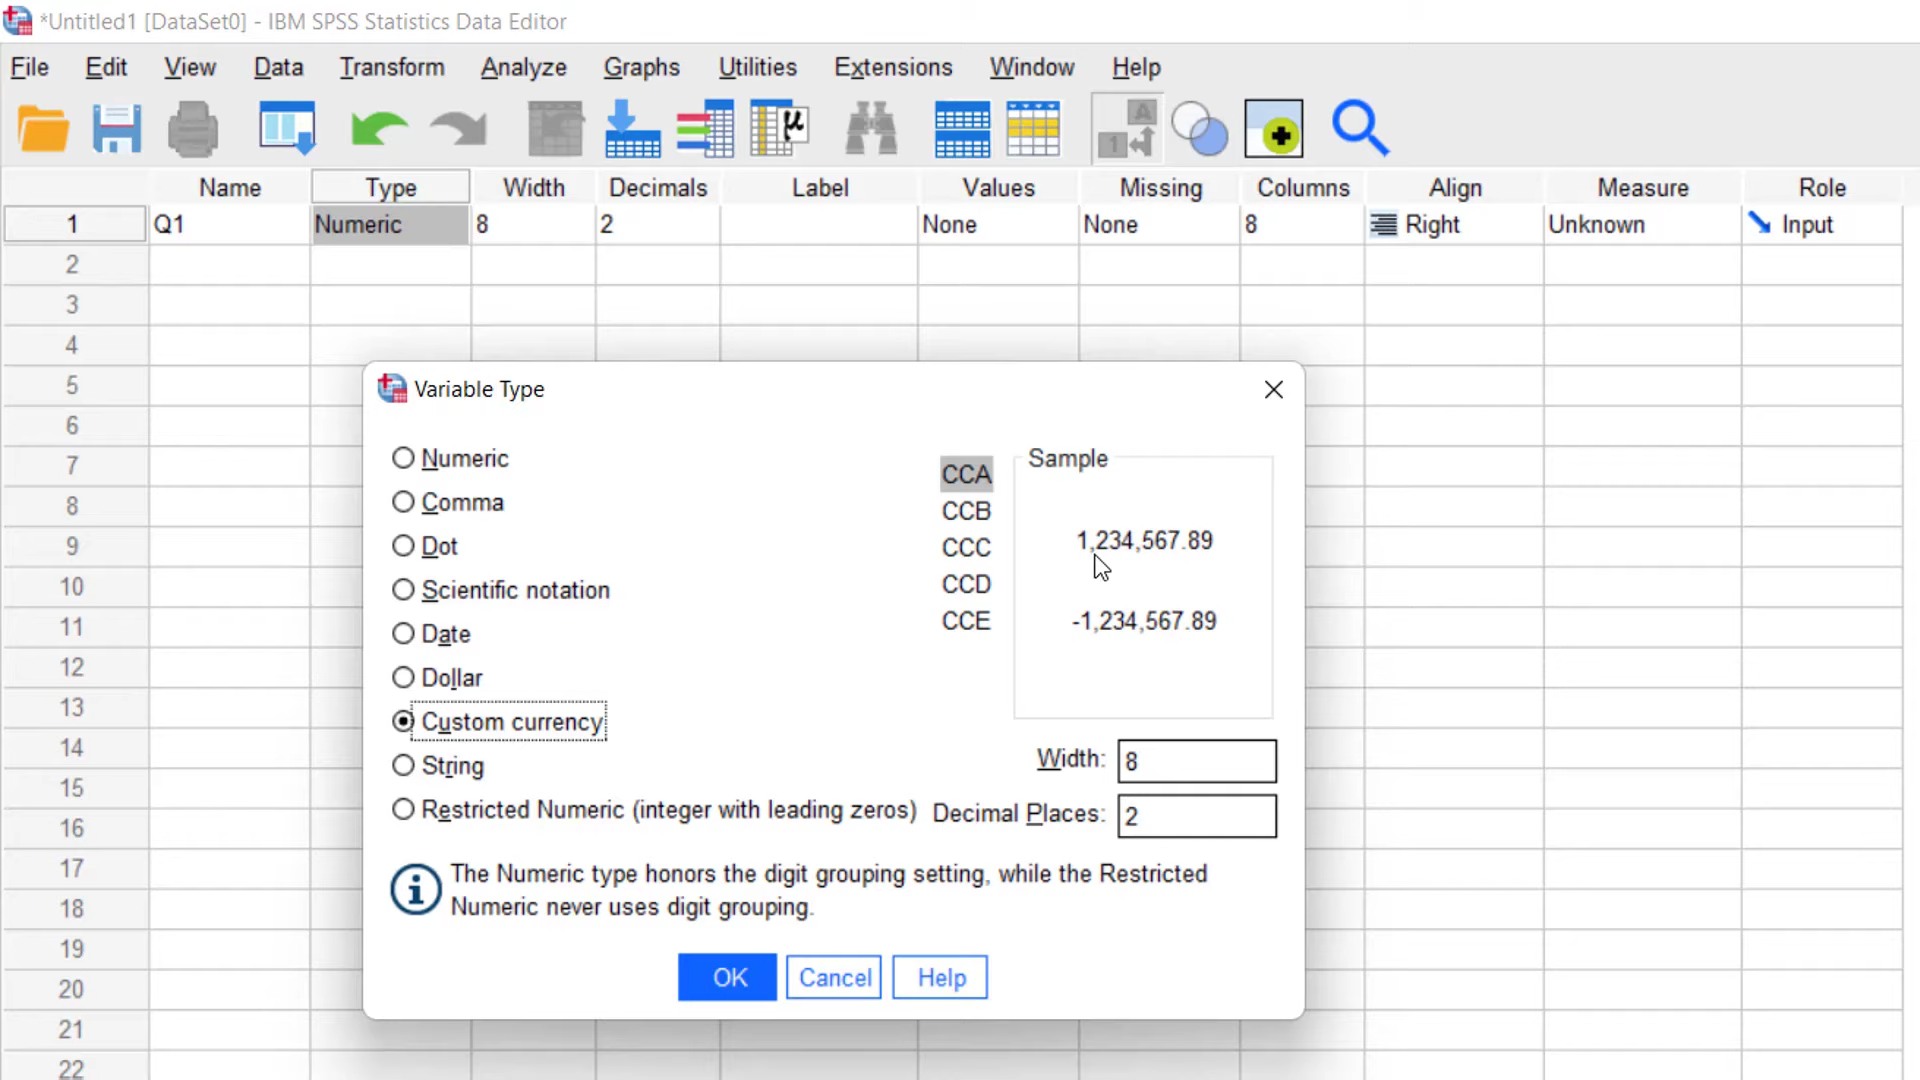 *Untitled1 [DataSet0] - IBM SPSS Statistics Data Editor
File Edit View Data Transform Analyze Graphs Utilities Extensions Window Help
Name Type Width Decimals Label Values Missing Columns Align Measure Role
1 Q1 Numeric 8 2 None None 8 Right Unknown Input
2
3
4
5
6
7
8
9
10
11
12
13
14
15
16
17
18
19
20
21
22
Variable Type
Numeric
Comma
Dot
Scientific notation
Date
Dollar
Custom currency
String
Restricted Numeric (integer with leading zeros)
CCA
CCB
CCC
CCD
CCE
Sample
1,234,567.89
-1,234,567.89
Width: 8
Decimal Places: 2
The Numeric type honors the digit grouping setting, while the Restricted
Numeric never uses digit grouping.
OK Cancel Help